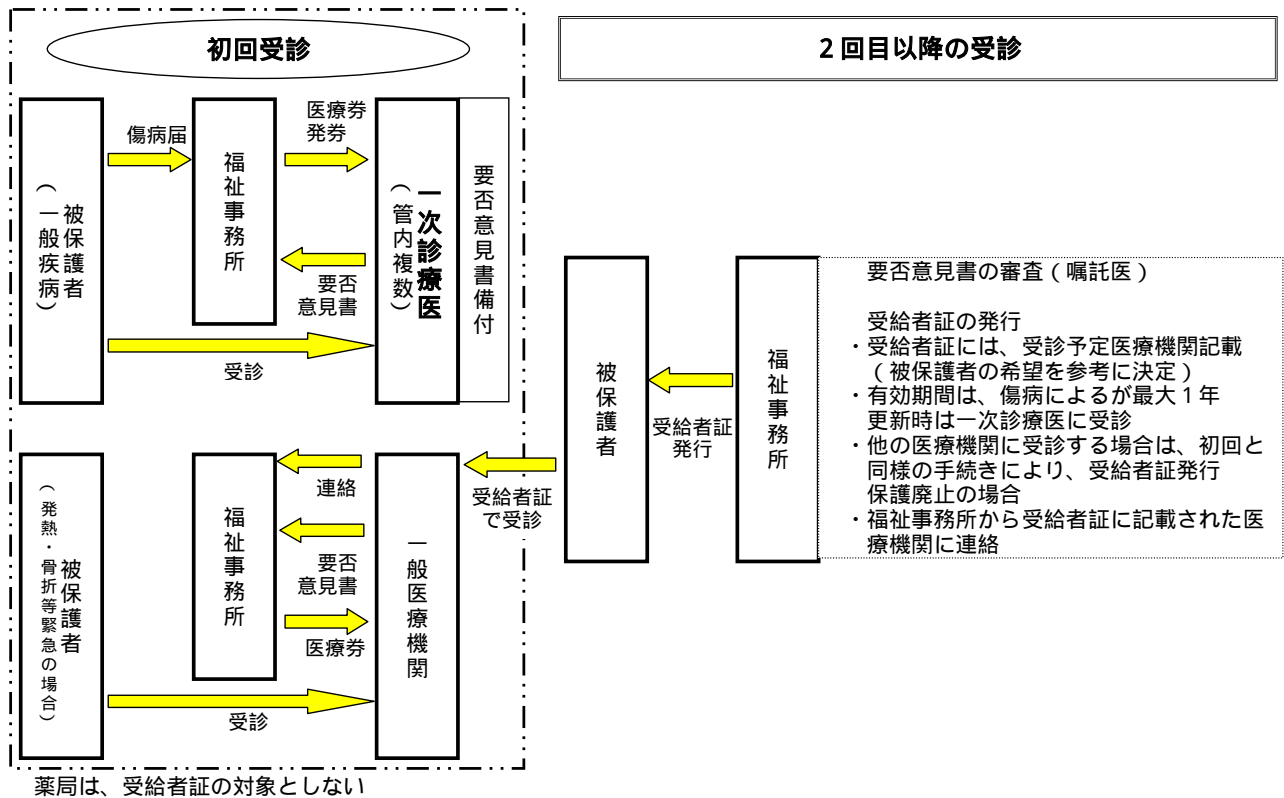 初回受診
2回目以降の受診
被保護者
(一般疾病)
傷病届
福祉事務所
医療券
発券
要否
意見書
受診
一次診療医
(管内複数)
要否意見書備付
被保護者
(発熱・骨折等緊急の場合)
福祉事務所
連絡
要否
意見書
医療券
受診
一般医療機関
受給者証
で受診
被保護者
受給者証
発行
福祉事務所
要否意見書の審査(嘱託医)
受給者証の発行
・受給者証には、受診予定医療機関記載
(被保護者の希望を参考に決定)
・有効期間は、傷病によるが最大1年
更新時は一次診療医に受診
・他の医療機関に受診する場合は、初回と
同様の手続きにより、受給者証発行
保護廃止の場合
・福祉事務所から受給者証に記載された医
療機関に連絡
薬局は、受給者証の対象としない